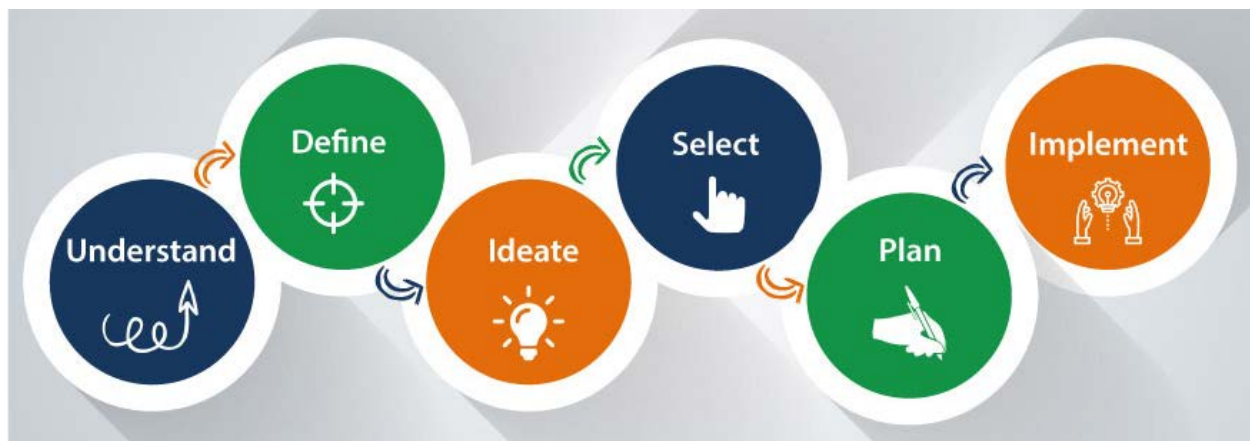 Understand
Define
Ideate
Select
Plan
Implement